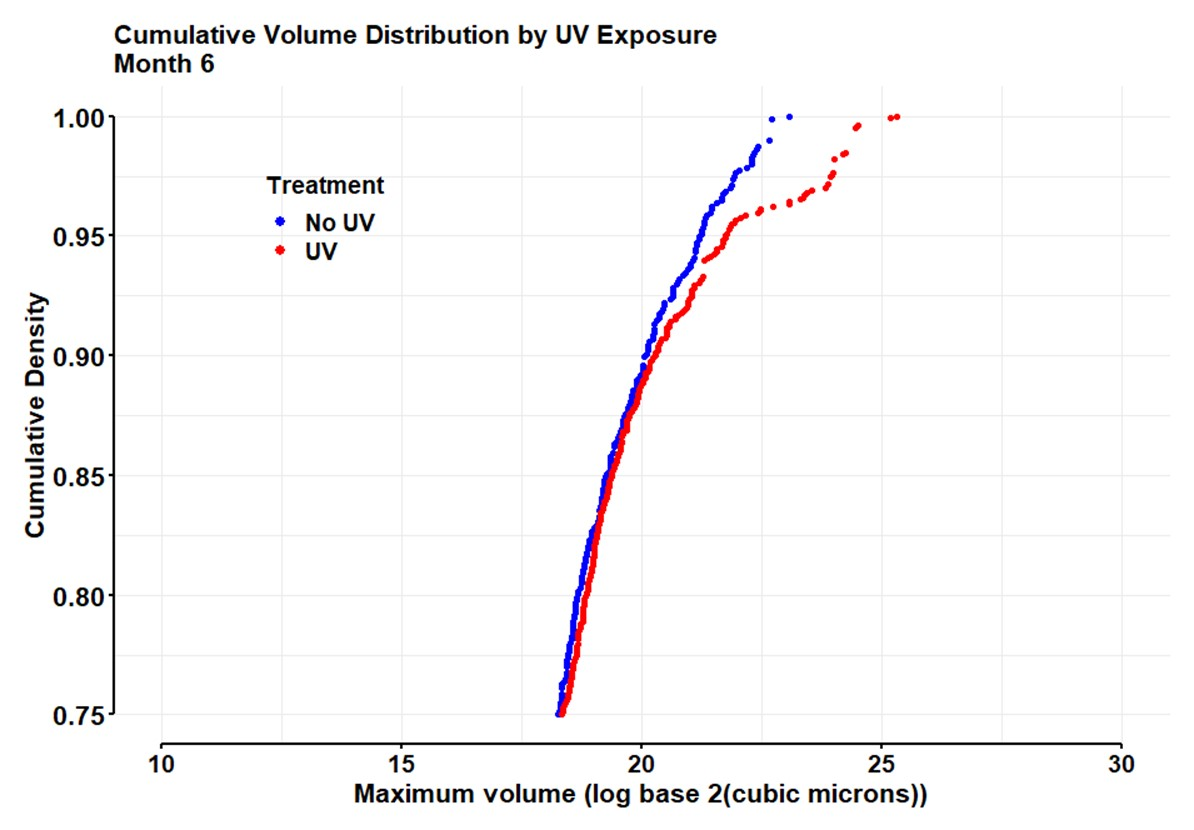 Cumulative Volume Distribution by UV Exposure
Month 6
1.00
Treatment
No UV
UV
0.95
0.90
0.85
0.80
0.75
Cumulative Density
10 15 20 25 30
Maximum volume (log base 2(cubic microns))